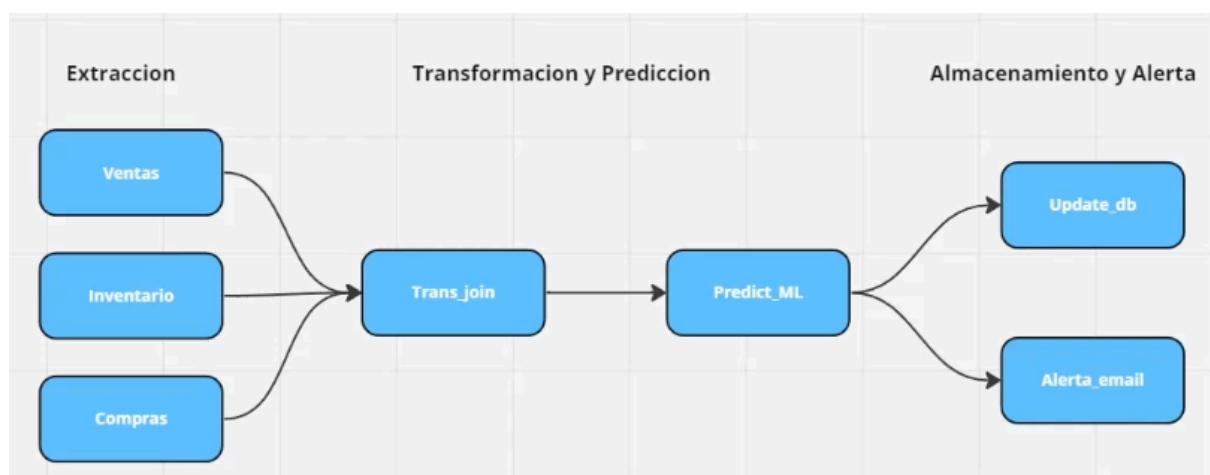 Extraccion
Transformacion y Prediccion
Almacenamiento y Alerta
Ventas
Inventario
Compras
Trans_join
Predict_ML
Update_db
Alerta_email